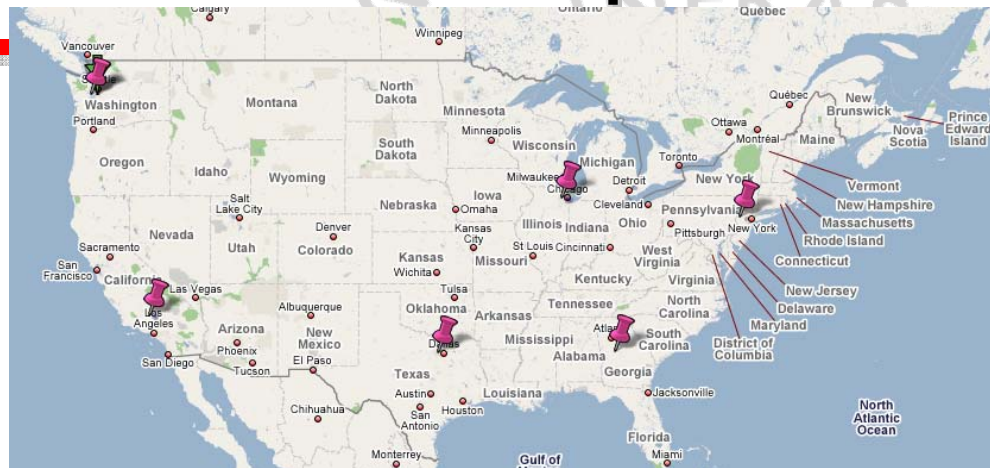 Calgary
Ontario
Québec
Winnipeg
Vancouver
Washington
Portland
Montana
North
Dakota
Minnesota
Minneapolis
Québec
New
Brunswick
Prince
Edward
Island
Nova
Scotia
Ottawa
Montréal
Maine
Oregon
Idaho
Wyoming
South
Dakota
Wisconsin
Michigan
Toronto
Milwaukee
Chicago
Detroit
New York
Vermont
New Hampshire
Massachusetts
Rhode Island
Connecticut
Salt
Lake City
Nebraska
Iowa
Omaha
Cleveland
Pennsylvania
Pittsburgh
New York
Illinois
Indiana
Ohio
Nevada
Utah
Denver
Colorado
Kansas
City
St Louis
Cincinnati
West
Virginia
Sacramento
San
Francisco
California
Las Vegas
Kansas
Wichita
Missouri
Kentucky
Virginia
New Jersey
Delaware
Maryland
District of
Columbia
Tulsa
Oklahoma
Arkansas
Tennessee
North
Carolina
Los
Angeles
Albuquerque
Arizona
New
Mexico
Phoenix
Tucson
San Diego
El Paso
Dallas
Mississippi
Alabama
South
Carolina
Georgia
Texas
Austin
San
Antonio
Houston
Louisiana
Jacksonville
Chihuahua
Monterrey
Florida
Miami
Gulf of
North
Atlantic
Ocean